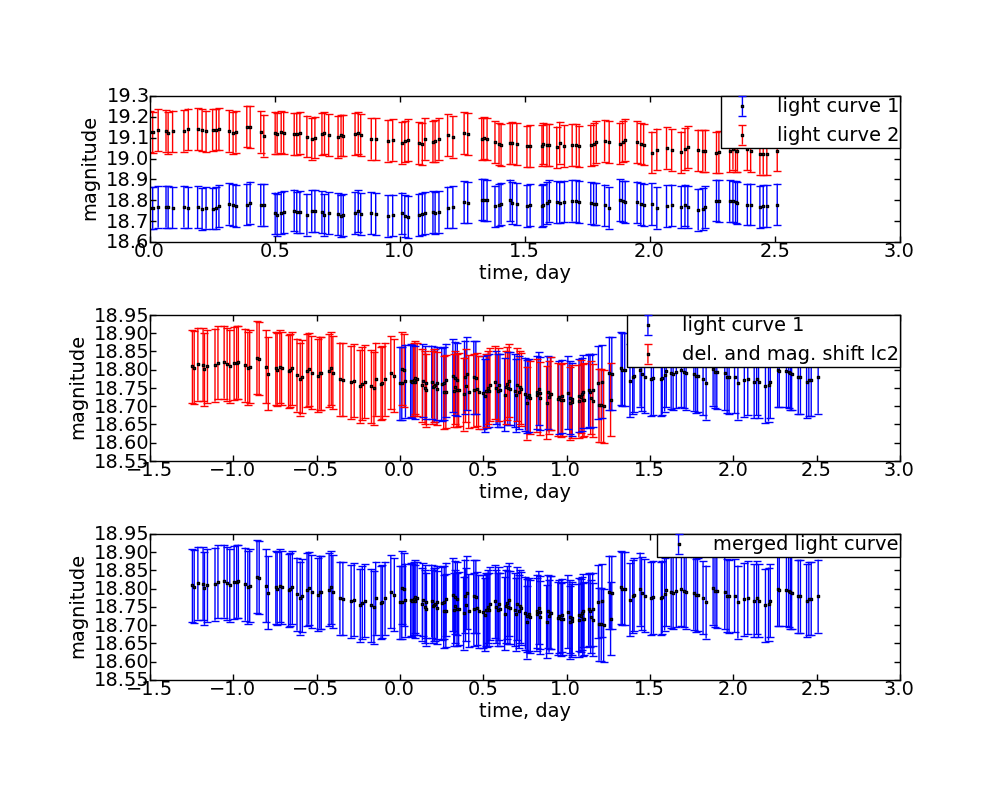 19.3
19.2
19.1
19.0
18.9
18.8
18.7
18.6
magnitude
light curve 1
light curve 2
0.0 0.5 1.0 1.5 2.0 2.5 3.0
time, day
18.95
18.90
18.85
18.80
18.75
18.70
18.65
18.60
18.55
magnitude
light curve 1
del. and mag. shift lc2
−1.5 −1.0 −0.5 0.0 0.5 1.0 1.5 2.0 2.5 3.0
time, day
18.95
18.90
18.85
18.80
18.75
18.70
18.65
18.60
18.55
magnitude
merged light curve
−1.5 −1.0 −0.5 0.0 0.5 1.0 1.5 2.0 2.5 3.0
time, day